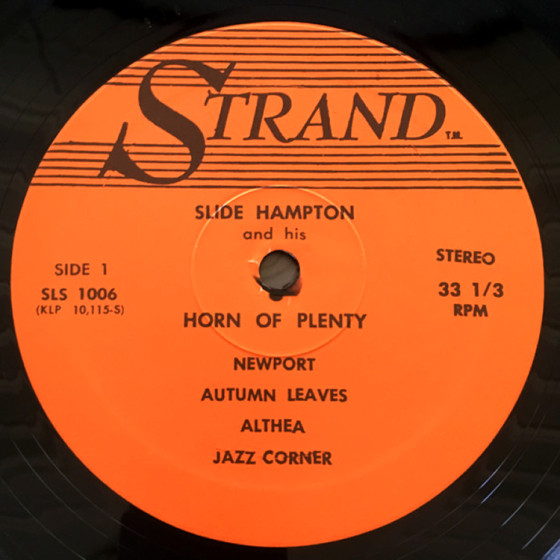 STRAND T.M.
SLIDE HAMPTON
and his
SIDE 1
STEREO
SLS 1006
33 1/3
(KLP 10,115-S)
RPM
HORN OF PLENTY
NEWPORT
AUTUMN LEAVES
ALTHEA
JAZZ CORNER